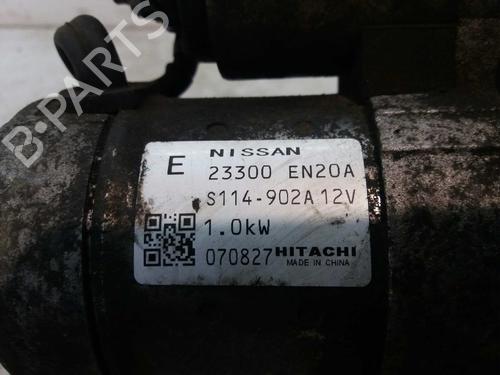 B-PARTS
E NISSAN
23300 EN20A
S114-902A 12V
1.0kW
070827 HITACHI
MADE IN CHINA